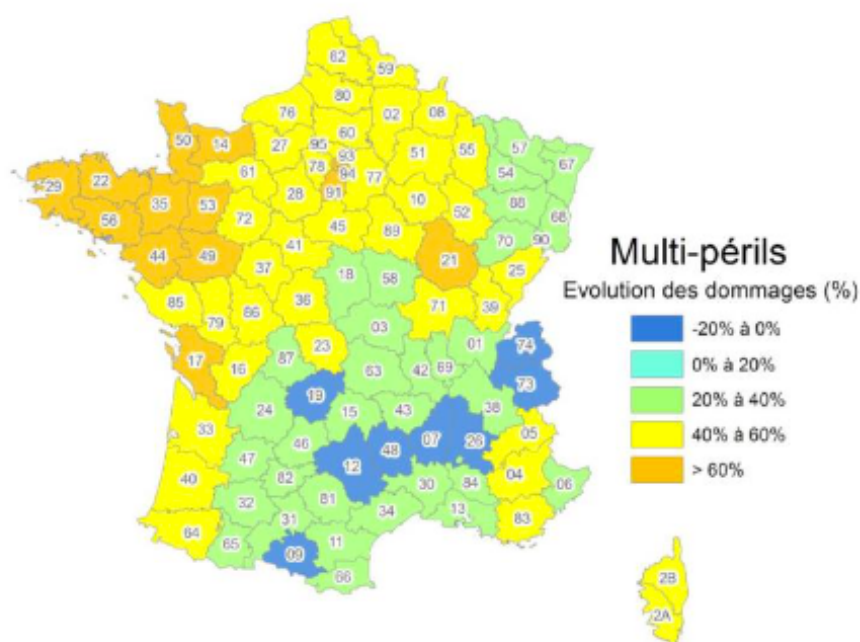 62 59
80
76 02 08
50 14 27 95 60 57
93 51 55 67
78 94 54
61 77
29 22 91
35 53 28 10 88
56 72 52 68
45 89
44 49 41 70 90
37 21 25
18 58
85 79 86 36 71 39
03
17 16 87 23 01 74
63 42 69 73
19
24 15 43 38
33 07 26 05
46 48
47 12 04
40 82 30 84 06
32 81
64 31 34 13 83
65 09 11
66
2B
2A
Multi-périls
Evolution des dommages (%)
-20% à 0%
0% à 20%
20% à 40%
40% à 60%
> 60%